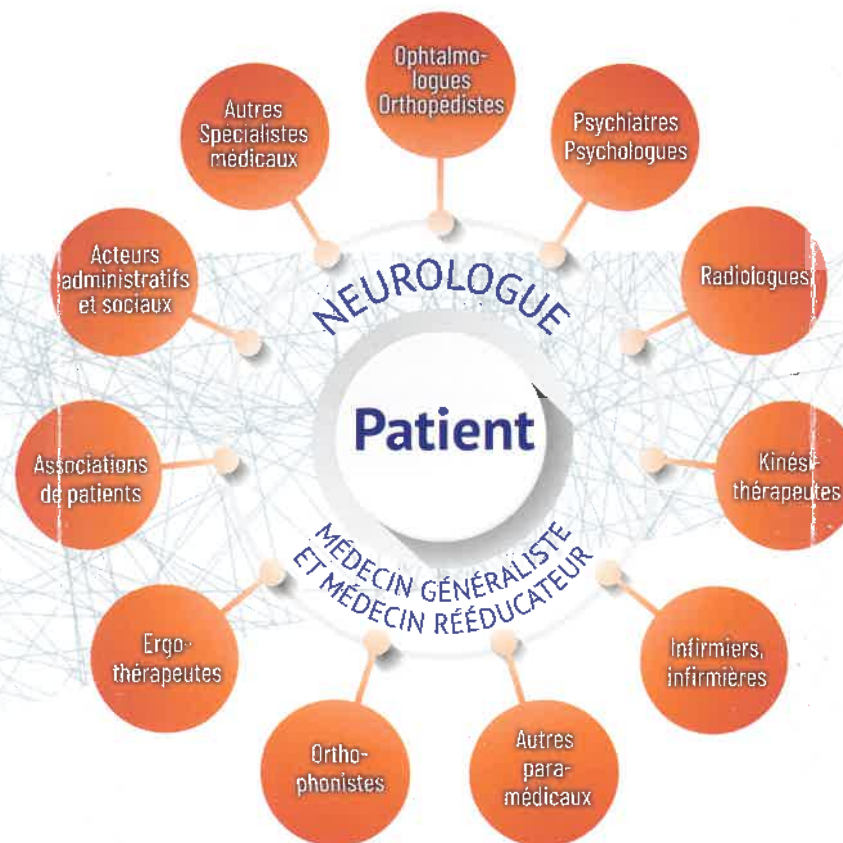 Ophtalmo-
logues
Orthopédistes
Psychiatres
Psychologues
Radiologues
Kinési-
thérapeutes
Infirmiers,
infirmières
Autres
para-
médicaux
Ortho-
phonistes
Ergo-
thérapeutes
Associations
de patients
Acteurs
administratifs
et sociaux
Autres
Spécialistes
médicaux
NEUROLOGUE
Patient
MÉDECIN GÉNÉRALISTE
ET MÉDECIN RÉÉDUCATEUR